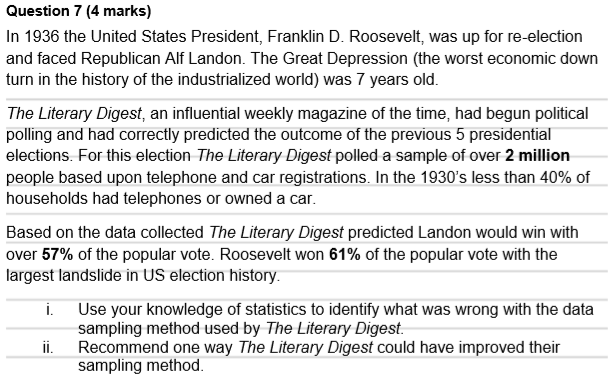 Question 7 (4 marks)
In 1936 the United States President, Franklin D. Roosevelt, was up for re-election
and faced Republican Alf Landon. The Great Depression (the worst economic down
turn in the history of the industrialized world) was 7 years old.
The Literary Digest, an influential weekly magazine of the time, had begun political
polling and had correctly predicted the outcome of the previous 5 presidential
elections. For this election The Literary Digest polled a sample of over 2 million
people based upon telephone and car registrations. In the 1930's less than 40% of
households had telephones or owned a car.
Based on the data collected The Literary Digest predicted Landon would win with
over 57% of the popular vote. Roosevelt won 61% of the popular vote with the
largest landslide in US election history.
i. Use your knowledge of statistics to identify what was wrong with the data
sampling method used by The Literary Digest.
ii. Recommend one way The Literary Digest could have improved their
sampling method.